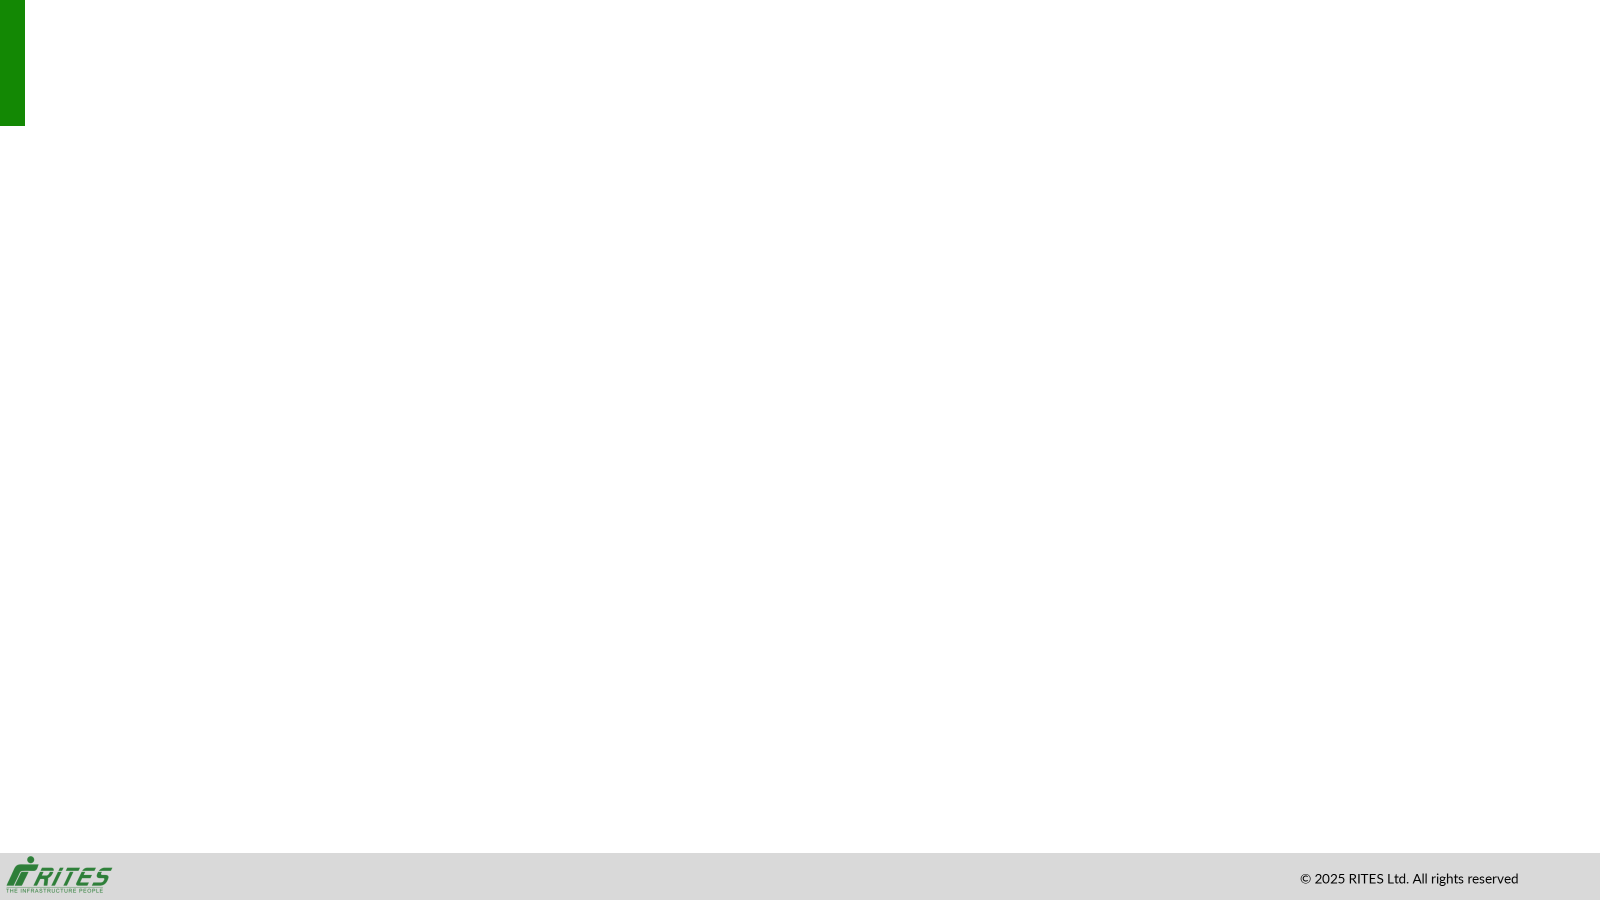 RITES
THE INFRASTRUCTURE PEOPLE
© 2025 RITES Ltd. All rights reserved